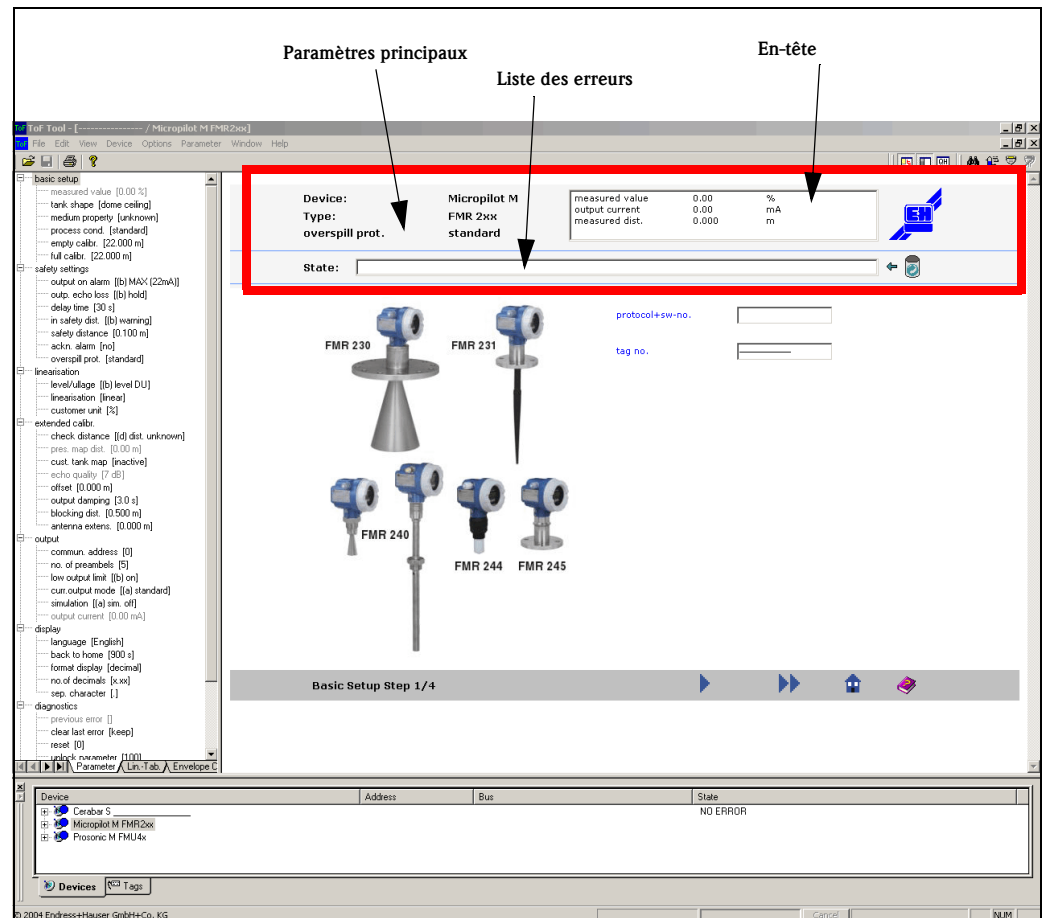 Paramètres principaux
En-tête
Liste des erreurs
ToF Tool - [---------------- / Micropilot M FMR2xx]
File Edit View Device Options Parameter Window Help
basic setup
measured value [0.00 %]
tank shape [dome ceiling]
medium property [unknown]
process cond. [standard]
empty calibr. [22.000 m]
full calibr. [22.000 m]
safety settings
output on alarm [(b) MAX (22mA)]
outp. echo loss [(b) hold]
delay time [30 s]
in safety dist. [(b) warning]
safety distance [0.100 m]
ackn. alarm [no]
overspill prot. [standard]
linearisation
level/ullage [(b) level DU]
linearisation [linear]
customer unit [%]
extended calibr.
check distance [(d) dist. unknown]
pres. map dist. [0.00 m]
cust. tank map [inactive]
echo quality [7 dB]
offset [0.000 m]
output damping [3.0 s]
blocking dist. [0.500 m]
antenna extens. [0.000 m]
output
commun. address [0]
no. of preambels [5]
low output limit [(b) on]
curr.output mode [(a) standard]
simulation [(a) sim. off]
output current [0.00 mA]
display
language [English]
back to home [900 s]
format display [decimal]
no.of decimals [x.xx]
sep. character [.]
diagnostics
previous error []
clear last error [keep]
reset [0]
unlock parameter [100]
Parameter Lin.-Tab. Envelope C
Device: Micropilot M
Type: FMR 2xx
overspill prot. standard
measured value 0.00 %
output current 0.00 mA
measured dist. 0.000 m
EH
State:
FMR 230
FMR 231
protocol+sw-no.
tag no.
FMR 240
FMR 244
FMR 245
Basic Setup Step 1/4
Device Address Bus State
Cerabar S NO ERROR
Micropilot M FMR2xx
Prosonic M FMU4x
Devices Tags
© 2004 Endress+Hauser GmbH+Co. KG Cancel NUM